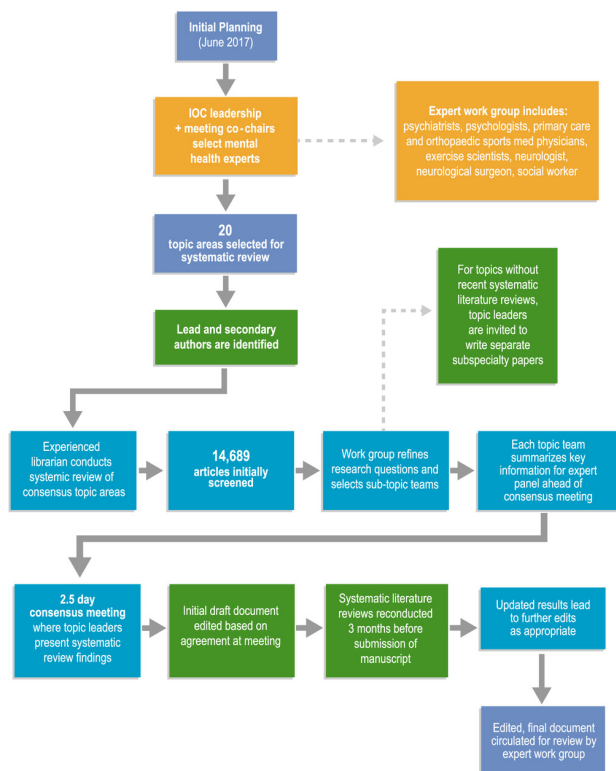 Initial Planning
(June 2017)
IOC leadership
+ meeting co-chairs
select mental
health experts
Expert work group includes:
psychiatrists, psychologists, primary care
and orthopaedic sports med physicians,
exercise scientists, neurologist,
neurological surgeon, social worker
20
topic areas selected for
systematic review
For topics without
recent systematic
literature reviews,
topic leaders
are invited to
write separate
subspecialty papers
Lead and secondary
authors are identified
Experienced
librarian conducts
systemic review of
consensus topic areas
14,689
articles initially
screened
Work group refines
research questions and
selects sub-topic teams
Each topic team
summarizes key
information for expert
panel ahead of
consensus meeting
2.5 day
consensus meeting
where topic leaders
present systematic
review findings
Initial draft document
edited based on
agreement at meeting
Systematic literature
reviews reconducted
3 months before
submission of
manuscript
Updated results lead
to further edits
as appropriate
Edited, final document
circulated for review by
expert work group